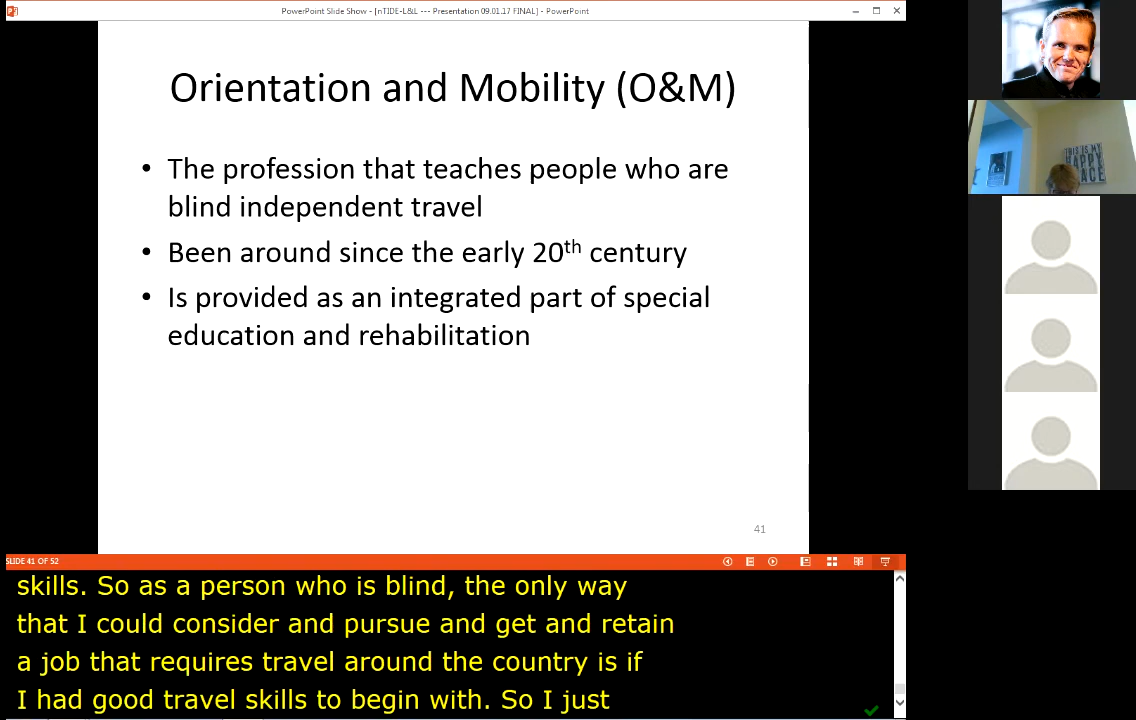 PowerPoint Slide Show - [nTIDE-L&L --- Presentation 09.01.17 FINAL] - PowerPoint
Orientation and Mobility (O&M)
• The profession that teaches people who are
blind independent travel
• Been around since the early 20th century
• Is provided as an integrated part of special
education and rehabilitation
41
SLIDE 41 OF 52
skills. So as a person who is blind, the only way
that I could consider and pursue and get and retain
a job that requires travel around the country is if
I had good travel skills to begin with. So I just
THIS IS MY
HAPPY